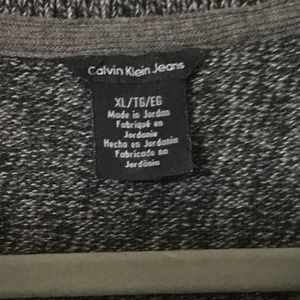 Calvin Klein Jeans
XL/TG/EG
Made in Jordan
Fabriqué en
Jordanie
Hecho en Jordania
Fabricado na
Jordânia